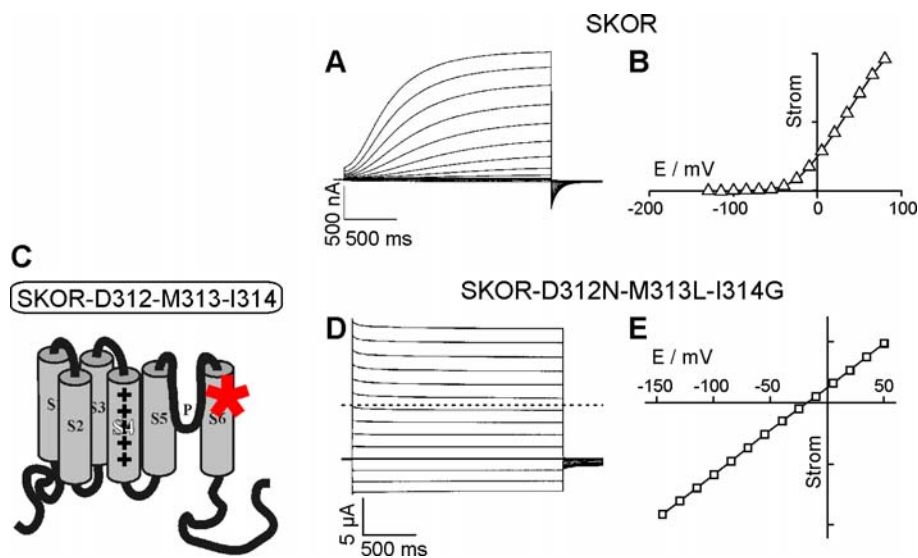 SKOR
A
500 nA
500 ms
B
Strom
E / mV
-200
-100
0
100
C
SKOR-D312-M313-I314
S2
S3
S4
S5
P
S6
SKOR-D312N-M313L-I314G
D
5 µA
500 ms
E
E / mV
-150
-100
-50
50
Strom